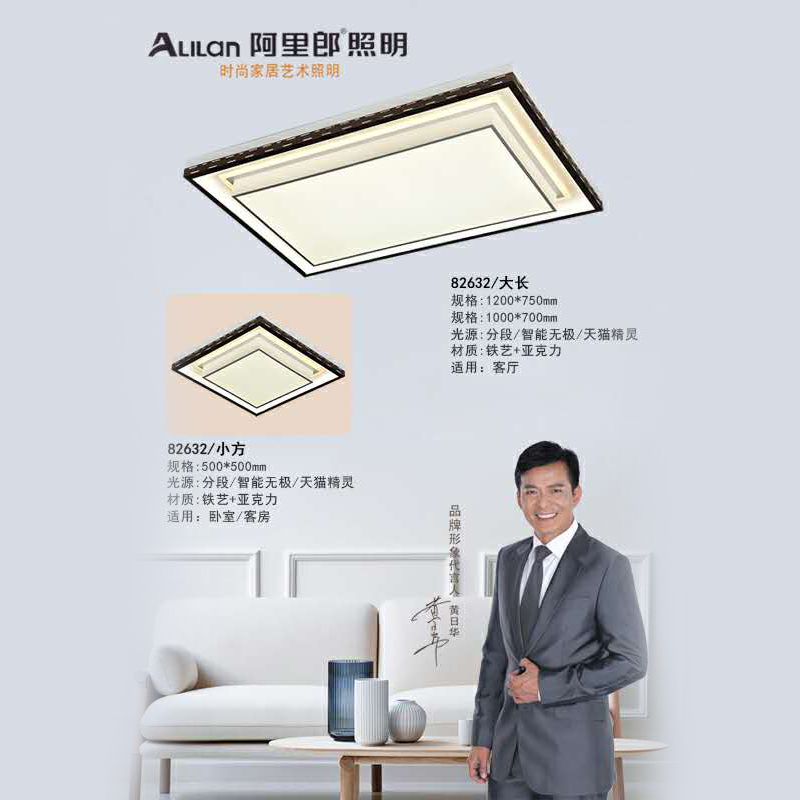 ALILAN 阿里郎®照明
时尚家居艺术照明
82632/大长
规格:1200*750mm
规格:1000*700mm
光源:分段/智能无极/天猫精灵
材质:铁艺+亚克力
适用: 客厅
82632/小方
规格:500*500mm
光源:分段/智能无极/天猫精灵
材质:铁艺+亚克力
适用: 卧室/客房
品牌形象代言人 黄日华
黄日华